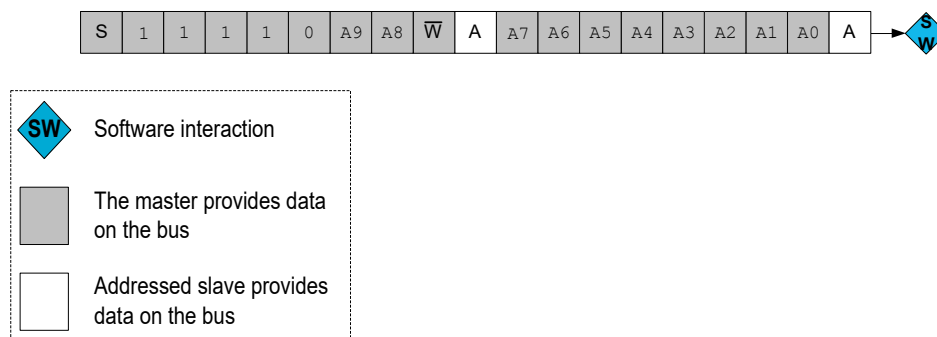 S 1 1 1 1 0 A9 A8 W̅ A A7 A6 A5 A4 A3 A2 A1 A0 A S
W
SW Software interaction
The master provides data
on the bus
Addressed slave provides
data on the bus